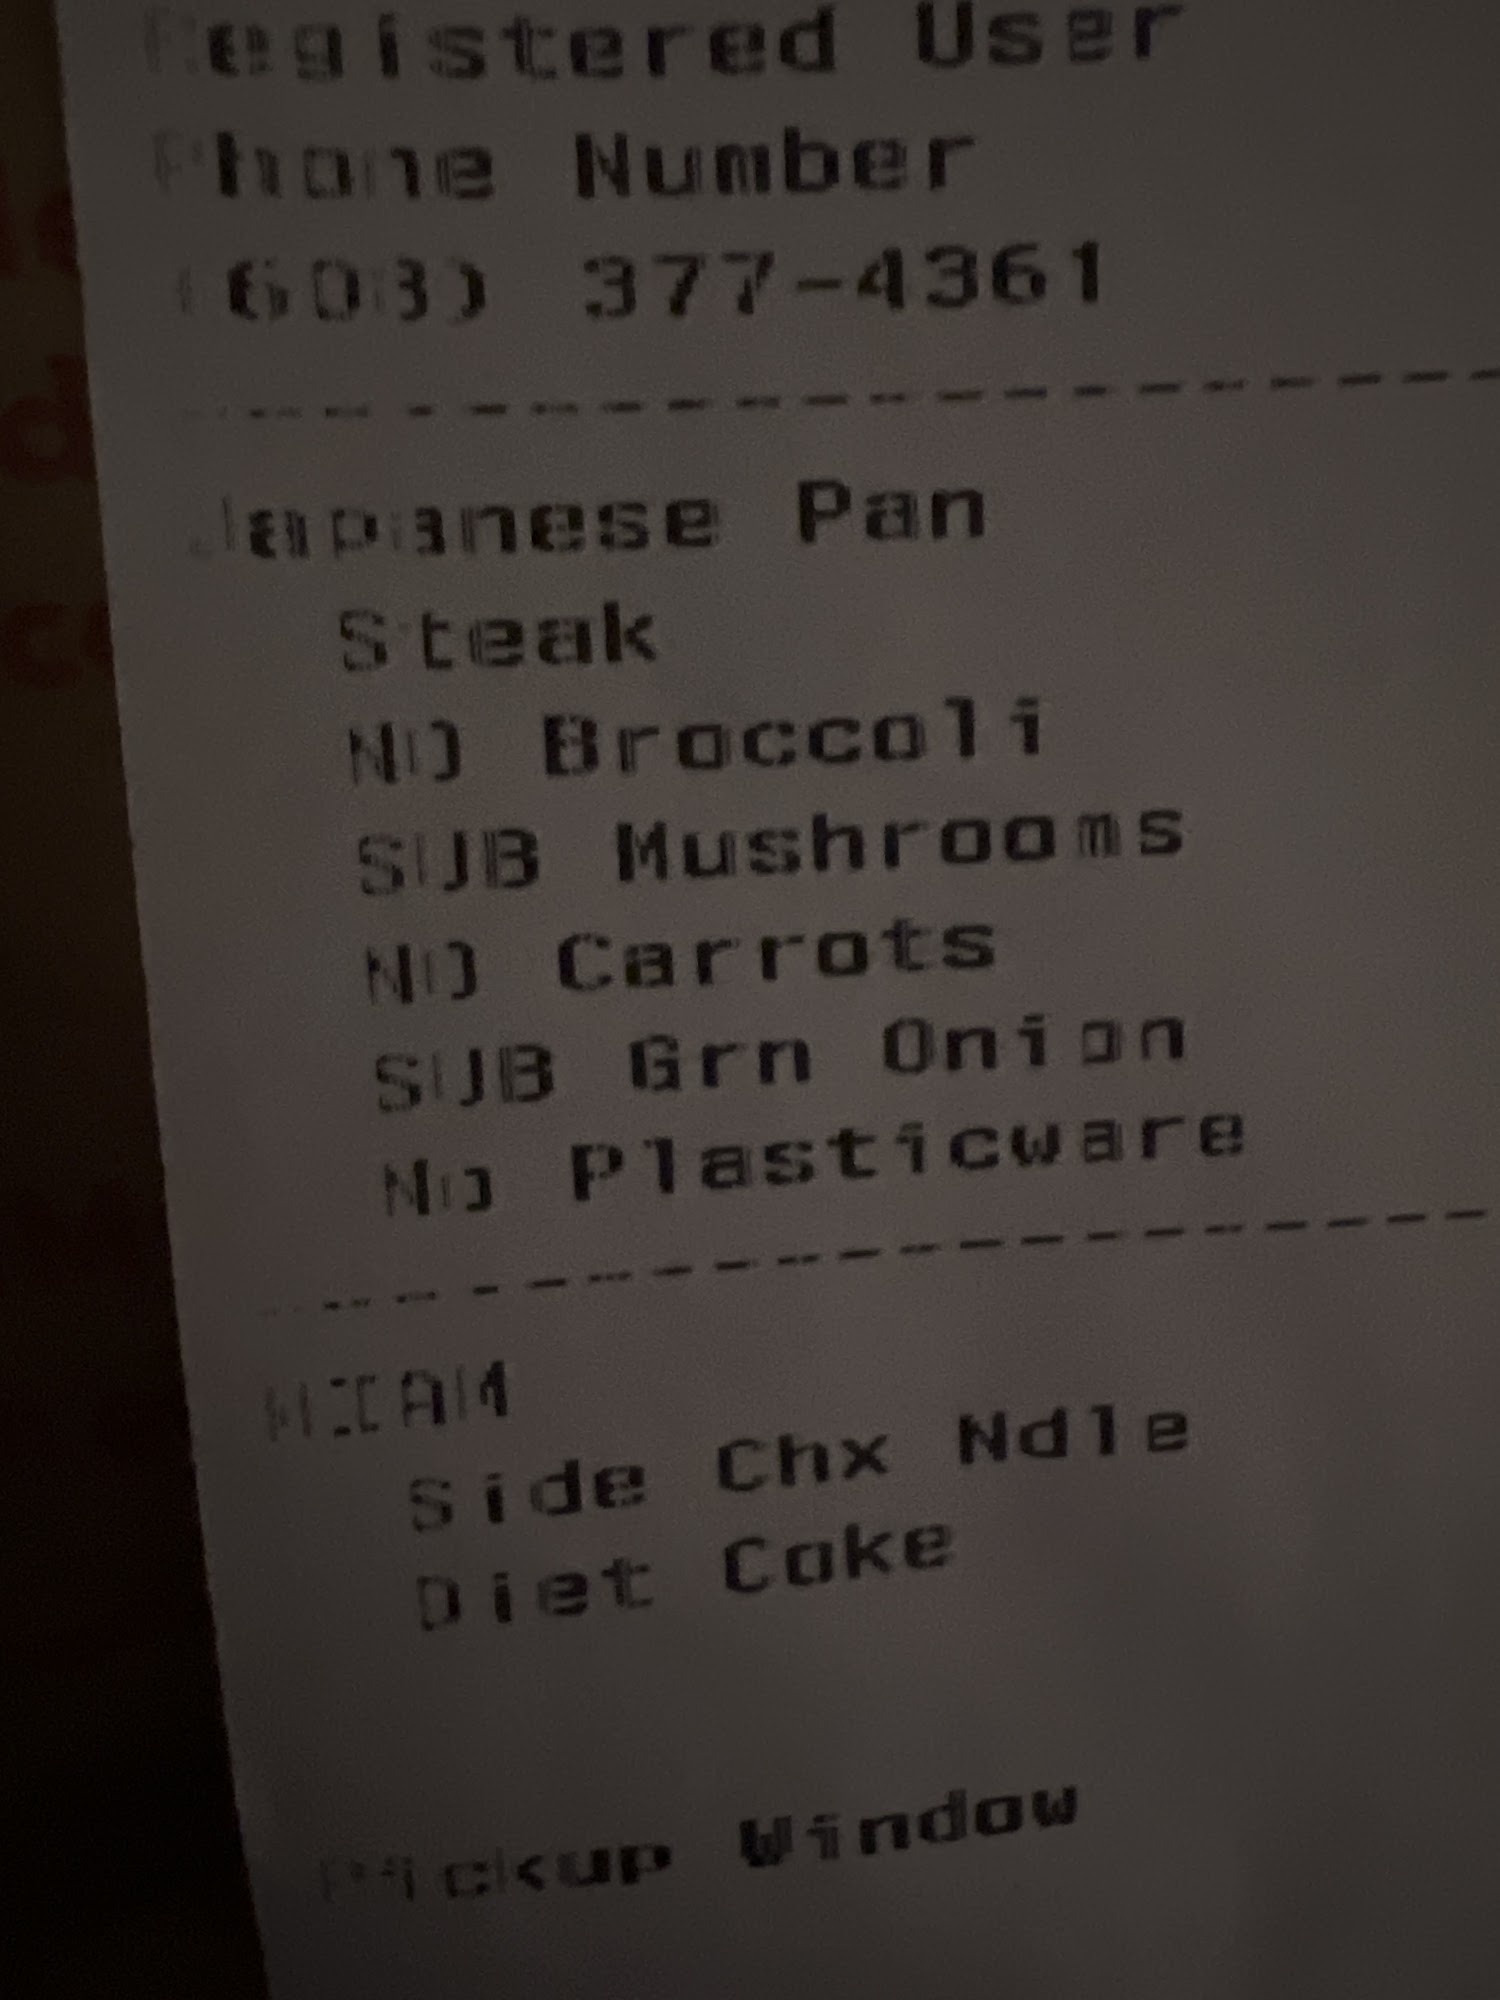 Registered User
Phone Number
(603) 377-4361
Japanese Pan
Steak
NO Broccoli
SUB Mushrooms
NO Carrots
SUB Grn Onion
No Plasticware
Side Chx Ndle
Diet Coke
Pickup Window